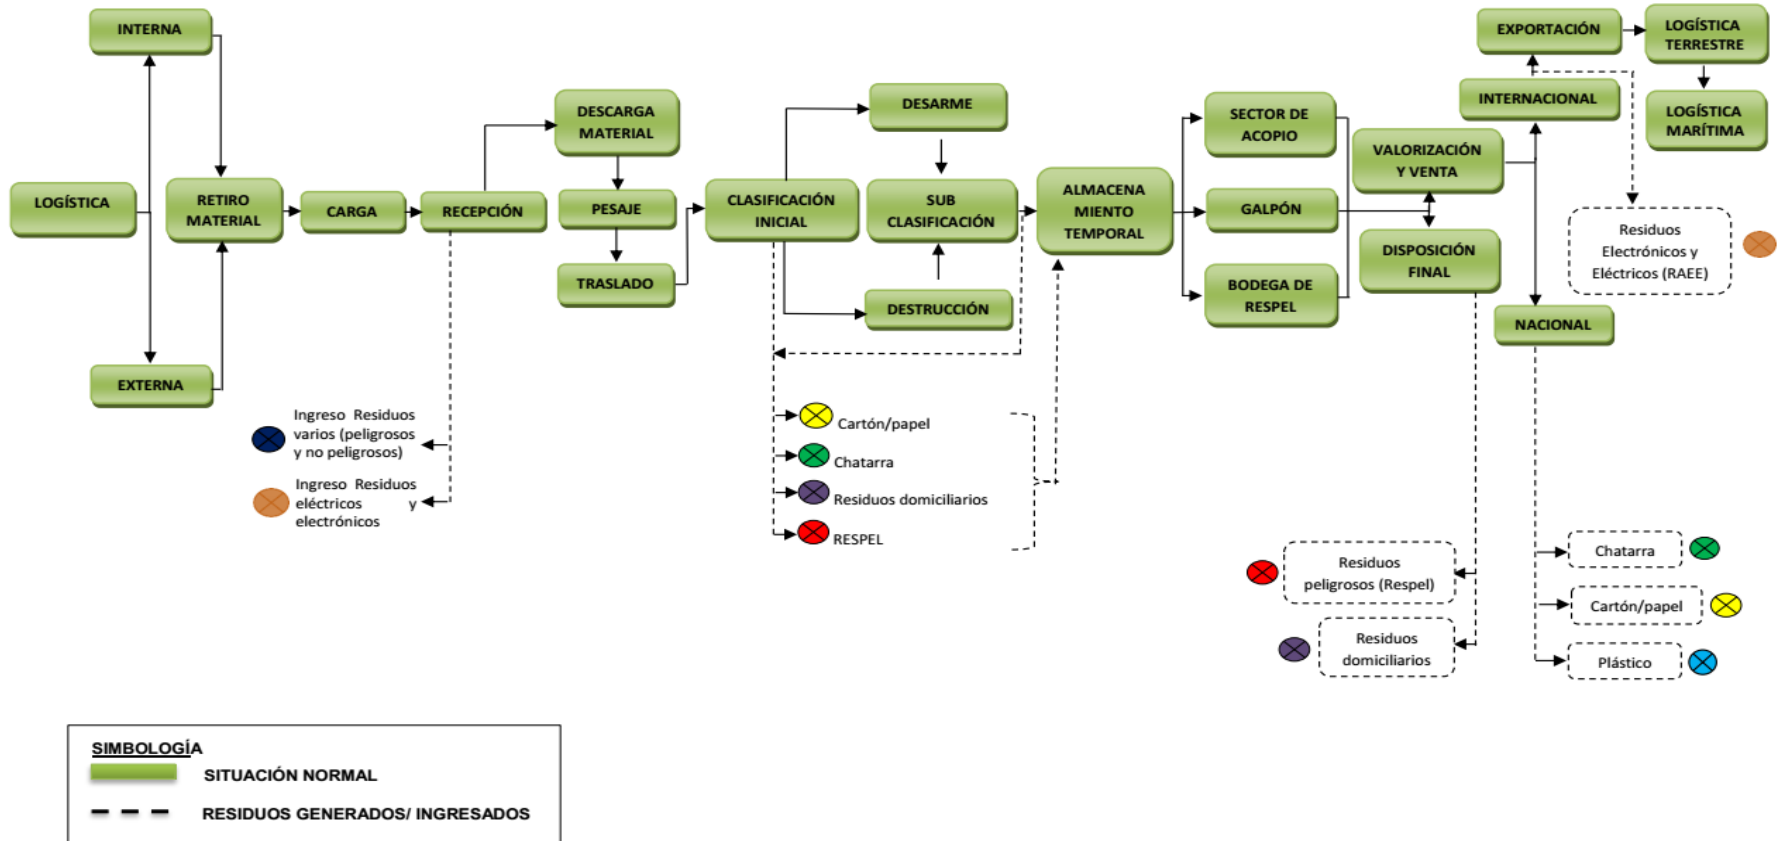 LOGÍSTICA
INTERNA
EXTERNA
RETIRO
MATERIAL
CARGA
RECEPCIÓN
Ingreso Residuos
varios (peligrosos
y no peligrosos)
Ingreso Residuos
eléctricos y
electrónicos
DESCARGA
MATERIAL
PESAJE
TRASLADO
CLASIFICACIÓN
INICIAL
DESARME
SUB
CLASIFICACIÓN
DESTRUCCIÓN
Cartón/papel
Chatarra
Residuos domiciliarios
RESPEL
ALMACENA
MIENTO
TEMPORAL
SECTOR DE
ACOPIO
GALPÓN
BODEGA DE
RESPEL
VALORIZACIÓN
Y VENTA
DISPOSICIÓN
FINAL
Residuos
peligrosos (Respel)
Residuos
domiciliarios
EXPORTACIÓN
INTERNACIONAL
LOGÍSTICA
TERRESTRE
LOGÍSTICA
MARÍTIMA
Residuos
Electrónicos y
Eléctricos (RAEE)
NACIONAL
Chatarra
Cartón/papel
Plástico
SIMBOLOGÍA
SITUACIÓN NORMAL
RESIDUOS GENERADOS/ INGRESADOS